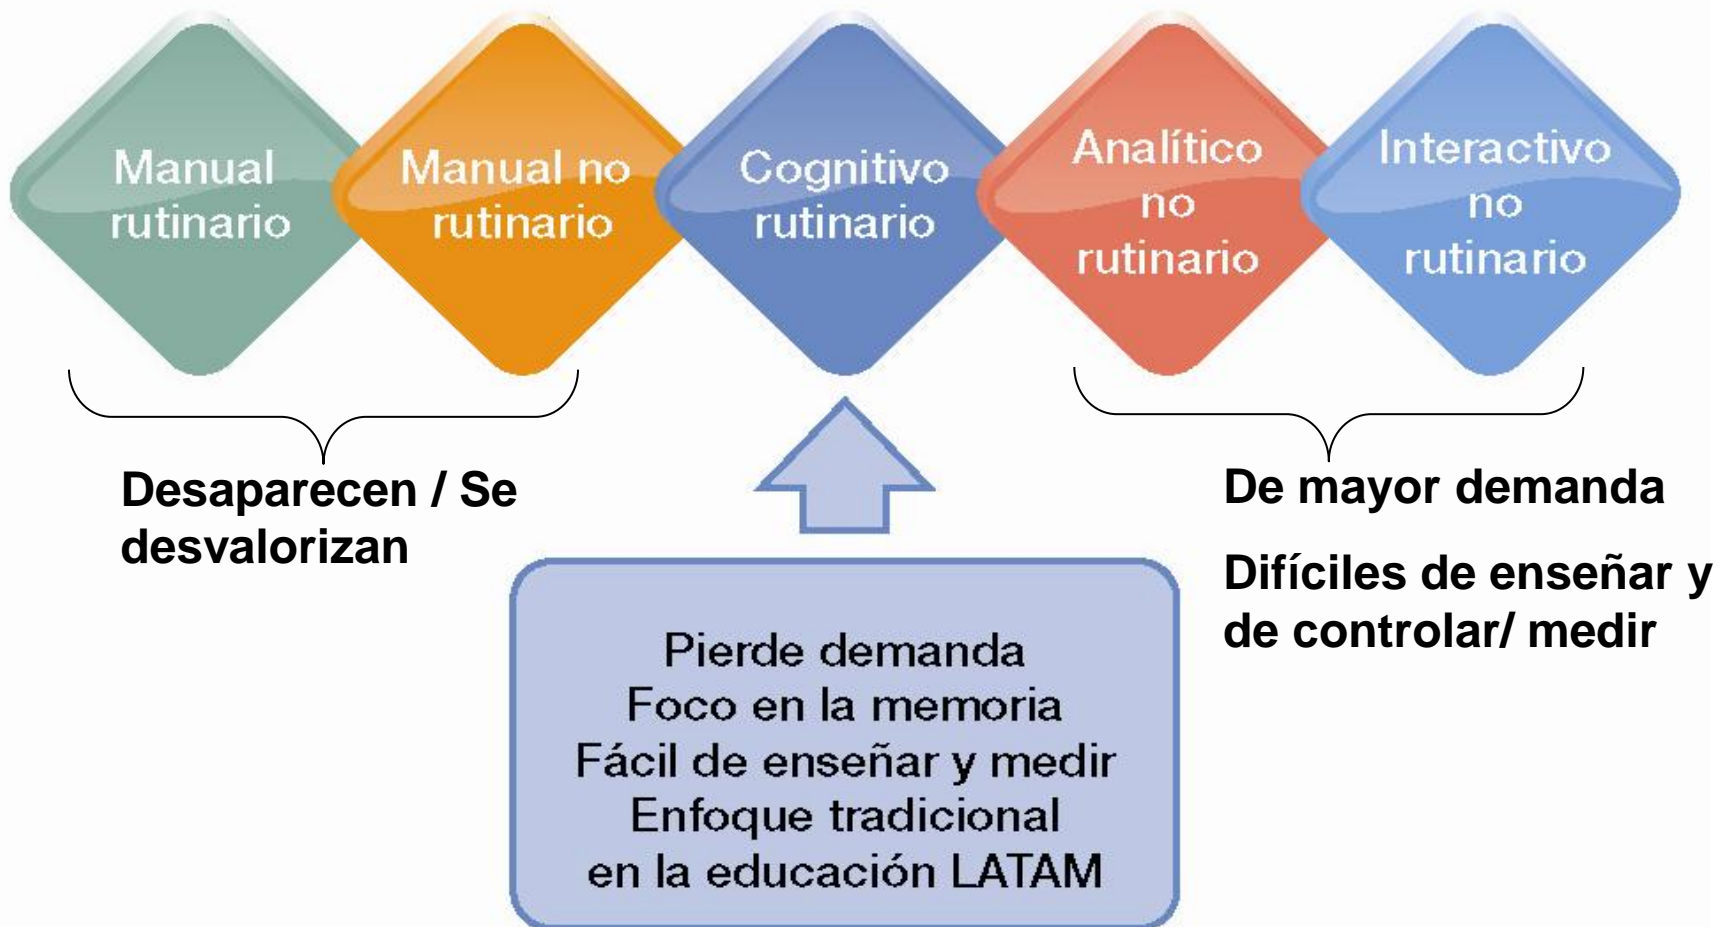 Manual
rutinario
Manual no
rutinario
Cognitivo
rutinario
Analítico
no
rutinario
Interactivo
no
rutinario
Desaparecen / Se
desvalorizan
De mayor demanda
Difíciles de enseñar y
de controlar/ medir
Pierde demanda
Foco en la memoria
Fácil de enseñar y medir
Enfoque tradicional
en la educación LATAM